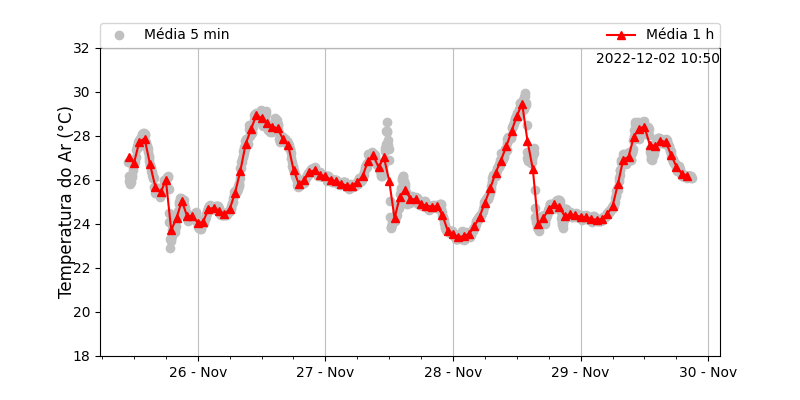 Média 5 min
Média 1 h
2022-12-02 10:50
Temperatura do Ar (°C)
32
30
28
26
24
22
20
18
26 - Nov
27 - Nov
28 - Nov
29 - Nov
30 - Nov